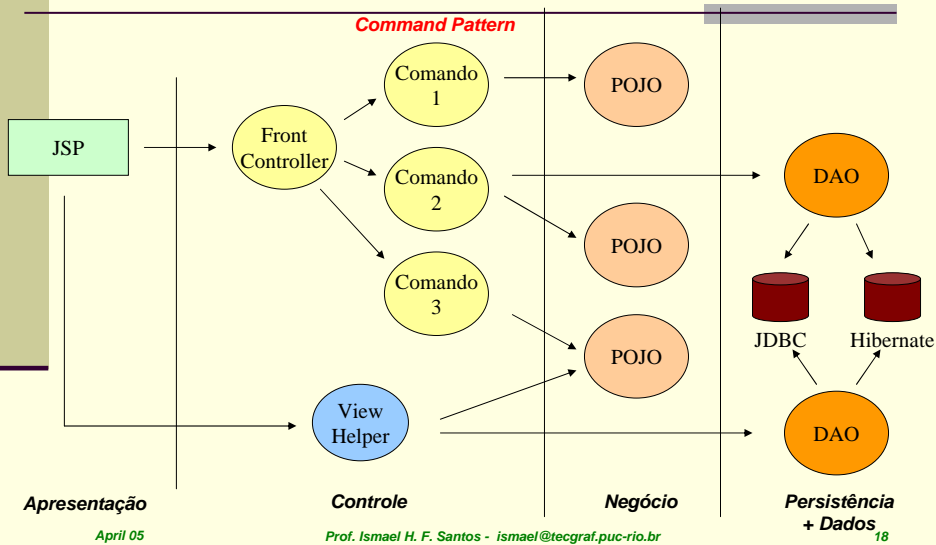 Command Pattern
Comando
1
POJO
JSP
Front
Controller
Comando
2
DAO
POJO
Comando
3
JDBC
Hibernate
POJO
View
Helper
DAO
Apresentação
Controle
Negócio
Persistência
+ Dados
April 05
Prof. Ismael H. F. Santos - ismael@tecgraf.puc-rio.br
18